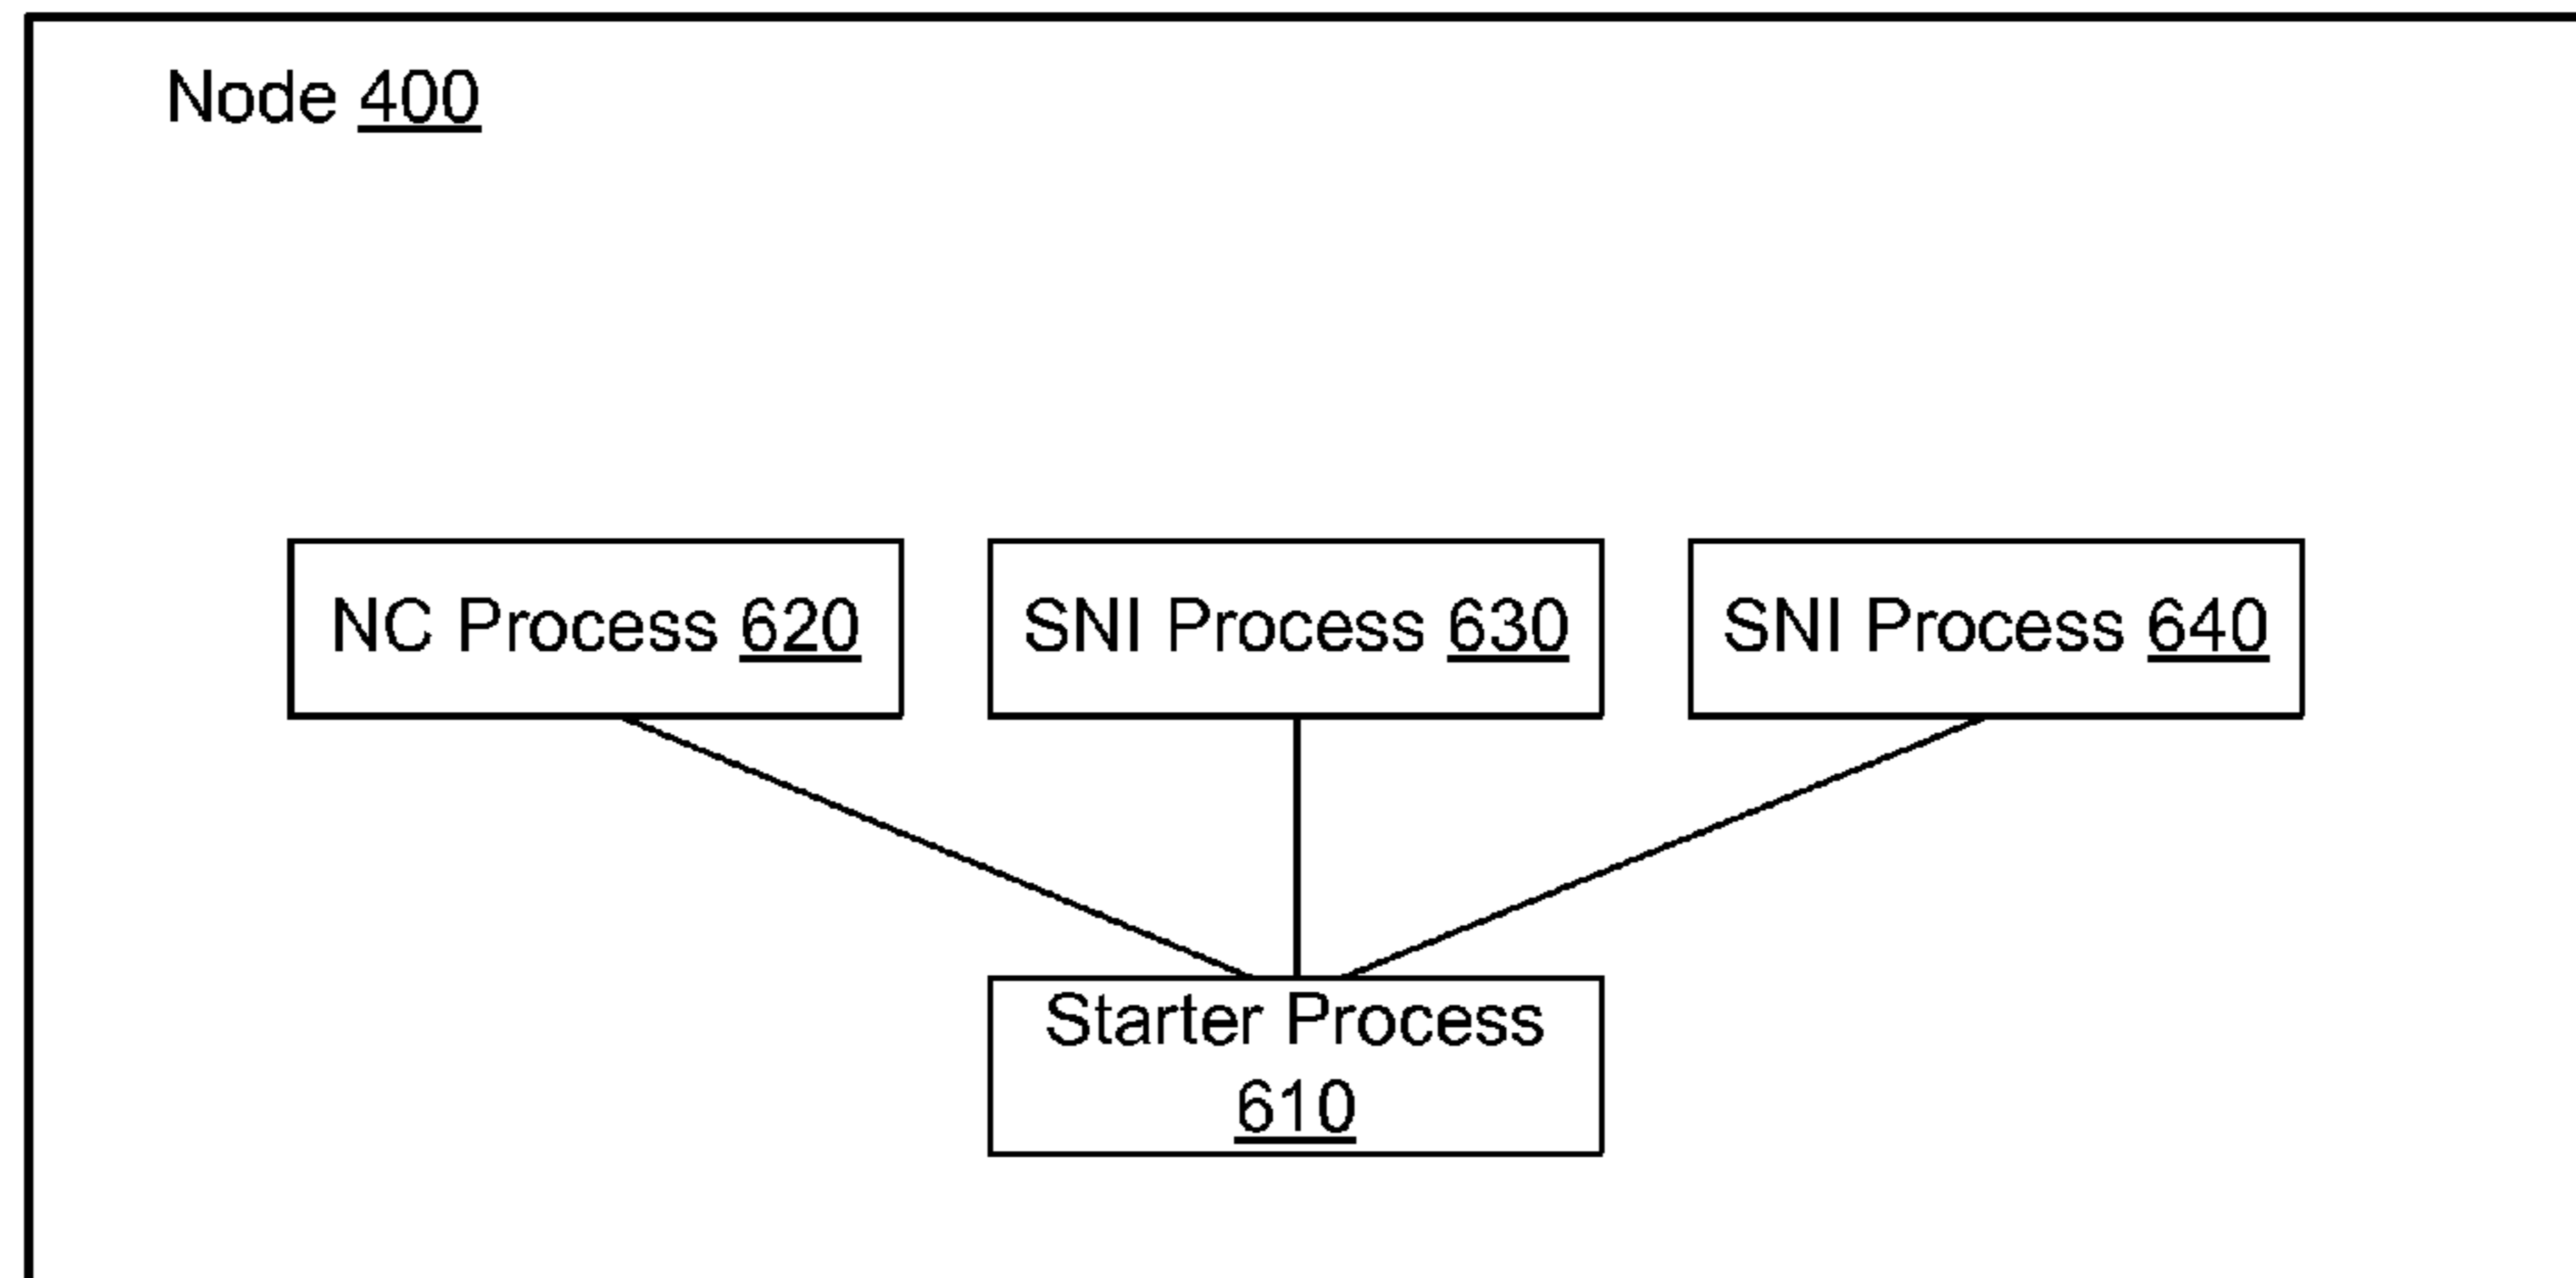 Node 400
NC Process 620
SNI Process 630
SNI Process 640
Starter Process
610